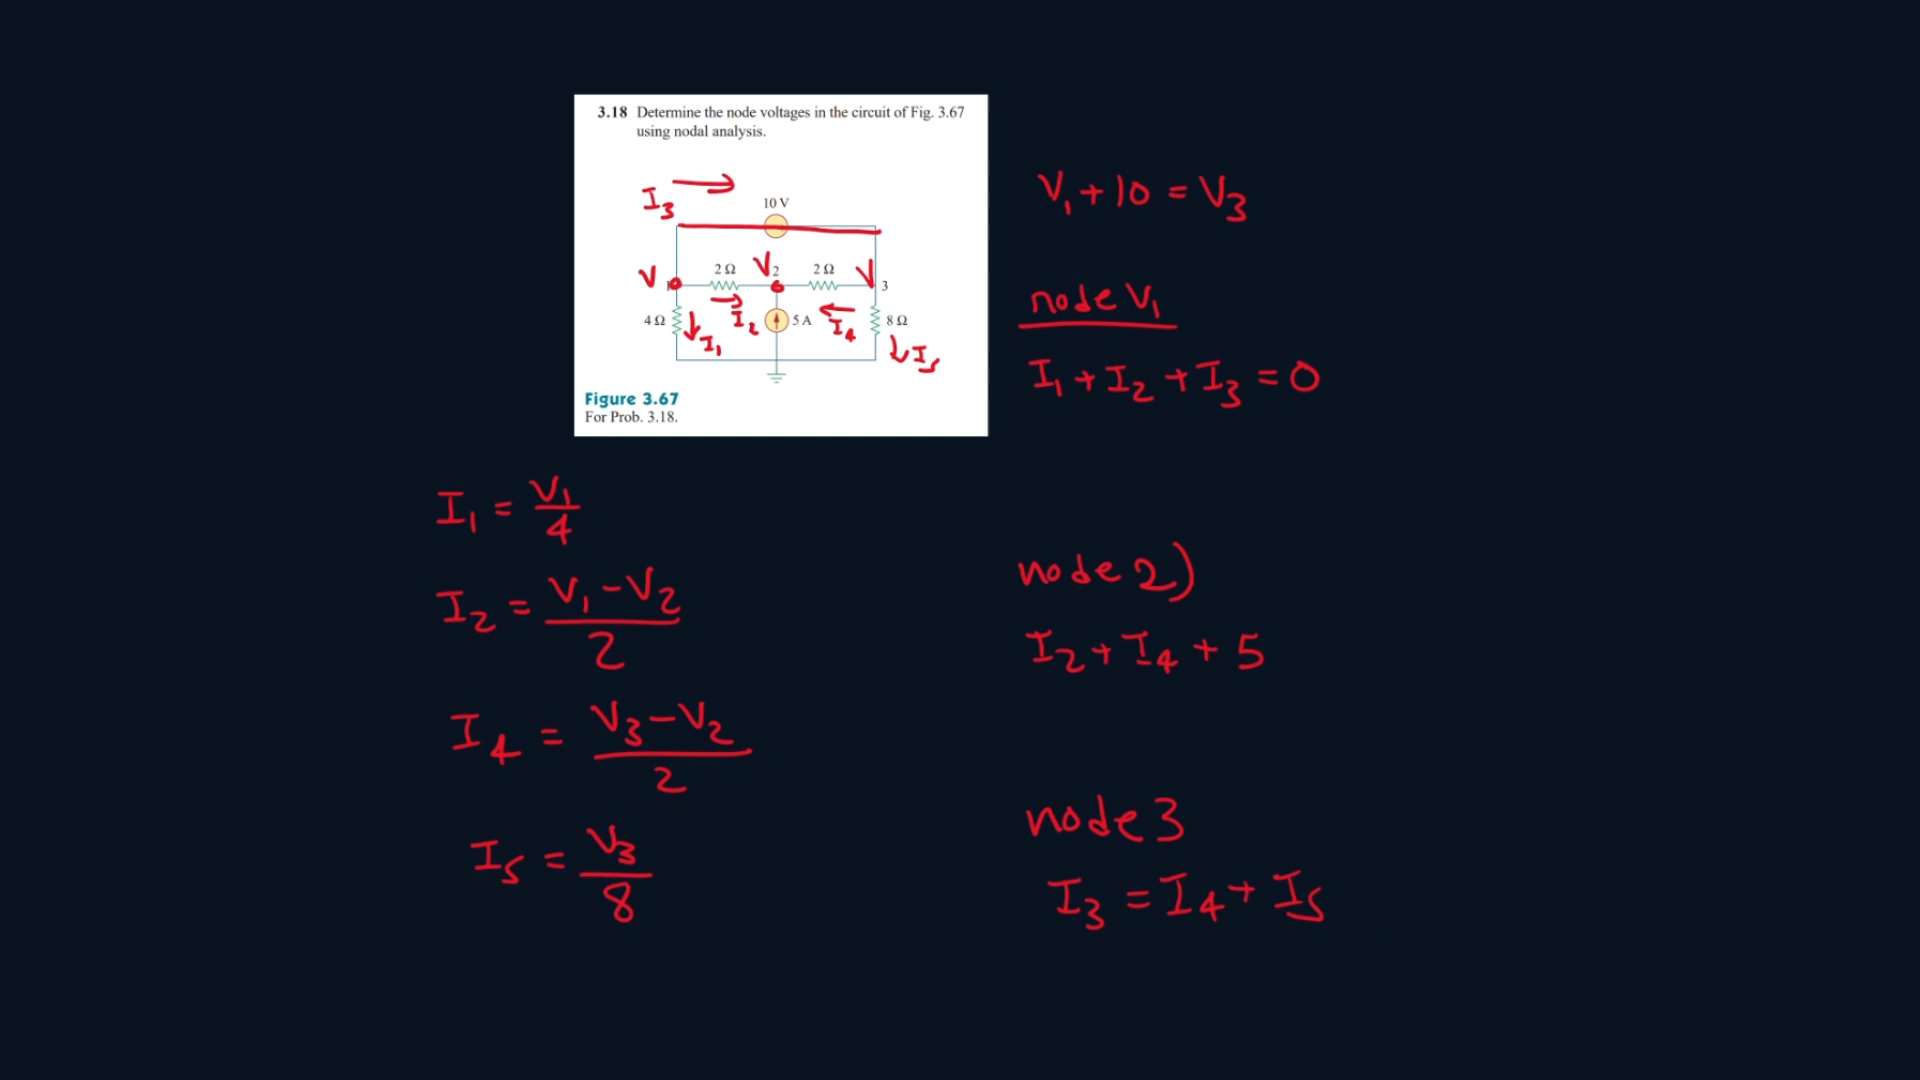 3.18 Determine the node voltages in the circuit of Fig. 3.67
using nodal analysis.
I₃
10 V
V 1
2 Ω
V₂
2 Ω
V 3
4 Ω
I₁
I₂
5 A
I₄
8 Ω
I₅
Figure 3.67
For Prob. 3.18.
V₁ + 10 = V₃
node V₁
I₁ + I₂ + I₃ = 0
I₁ = V₁/4
I₂ = V₁ - V₂ / 2
I₄ = V₃ - V₂ / 2
I₅ = V₃/8
node 2)
I₂ + I₄ + 5
node 3
I₃ = I₄ + I₅